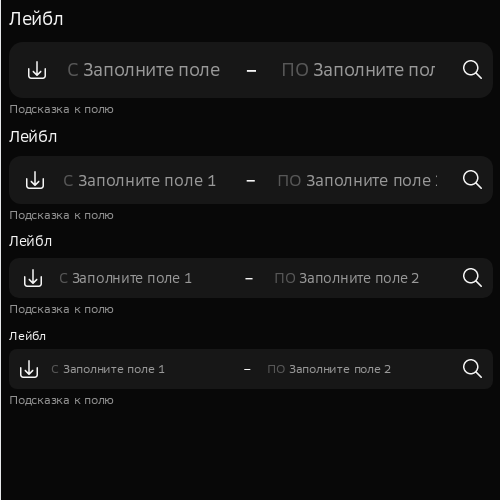 Лейбл
С Заполните поле – ПО Заполните пол
Подсказка к полю
Лейбл
С Заполните поле 1 – ПО Заполните поле
Подсказка к полю
Лейбл
С Заполните поле 1 – ПО Заполните поле 2
Подсказка к полю
Лейбл
С Заполните поле 1 – ПО Заполните поле 2
Подсказка к полю